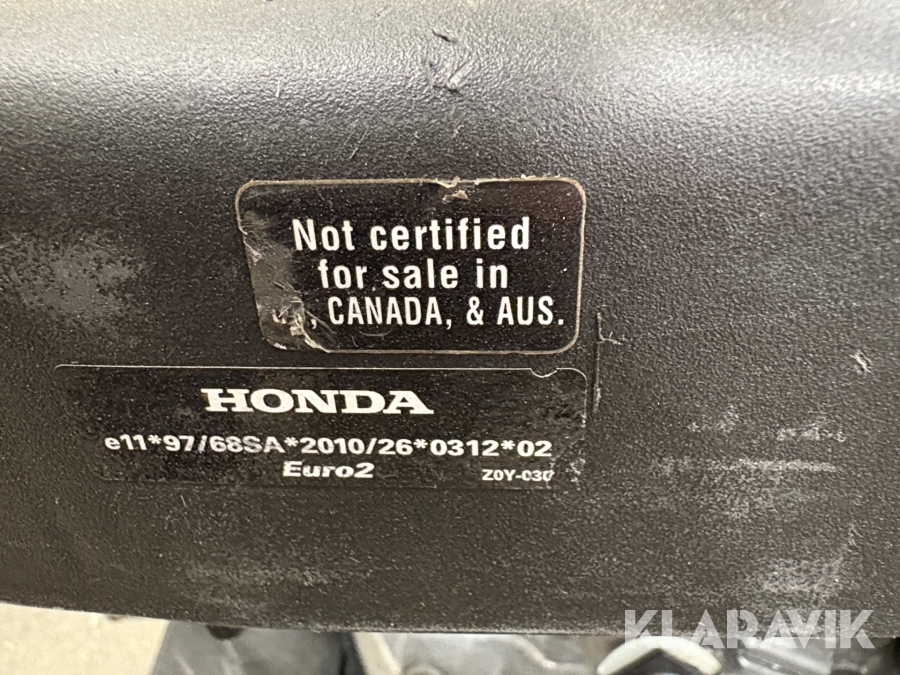 Not certified
for sale in
, CANADA, & AUS.
HONDA
e11*97/68SA*2010/26*0312*02
Euro2 Z0Y-030
KLARAVIK